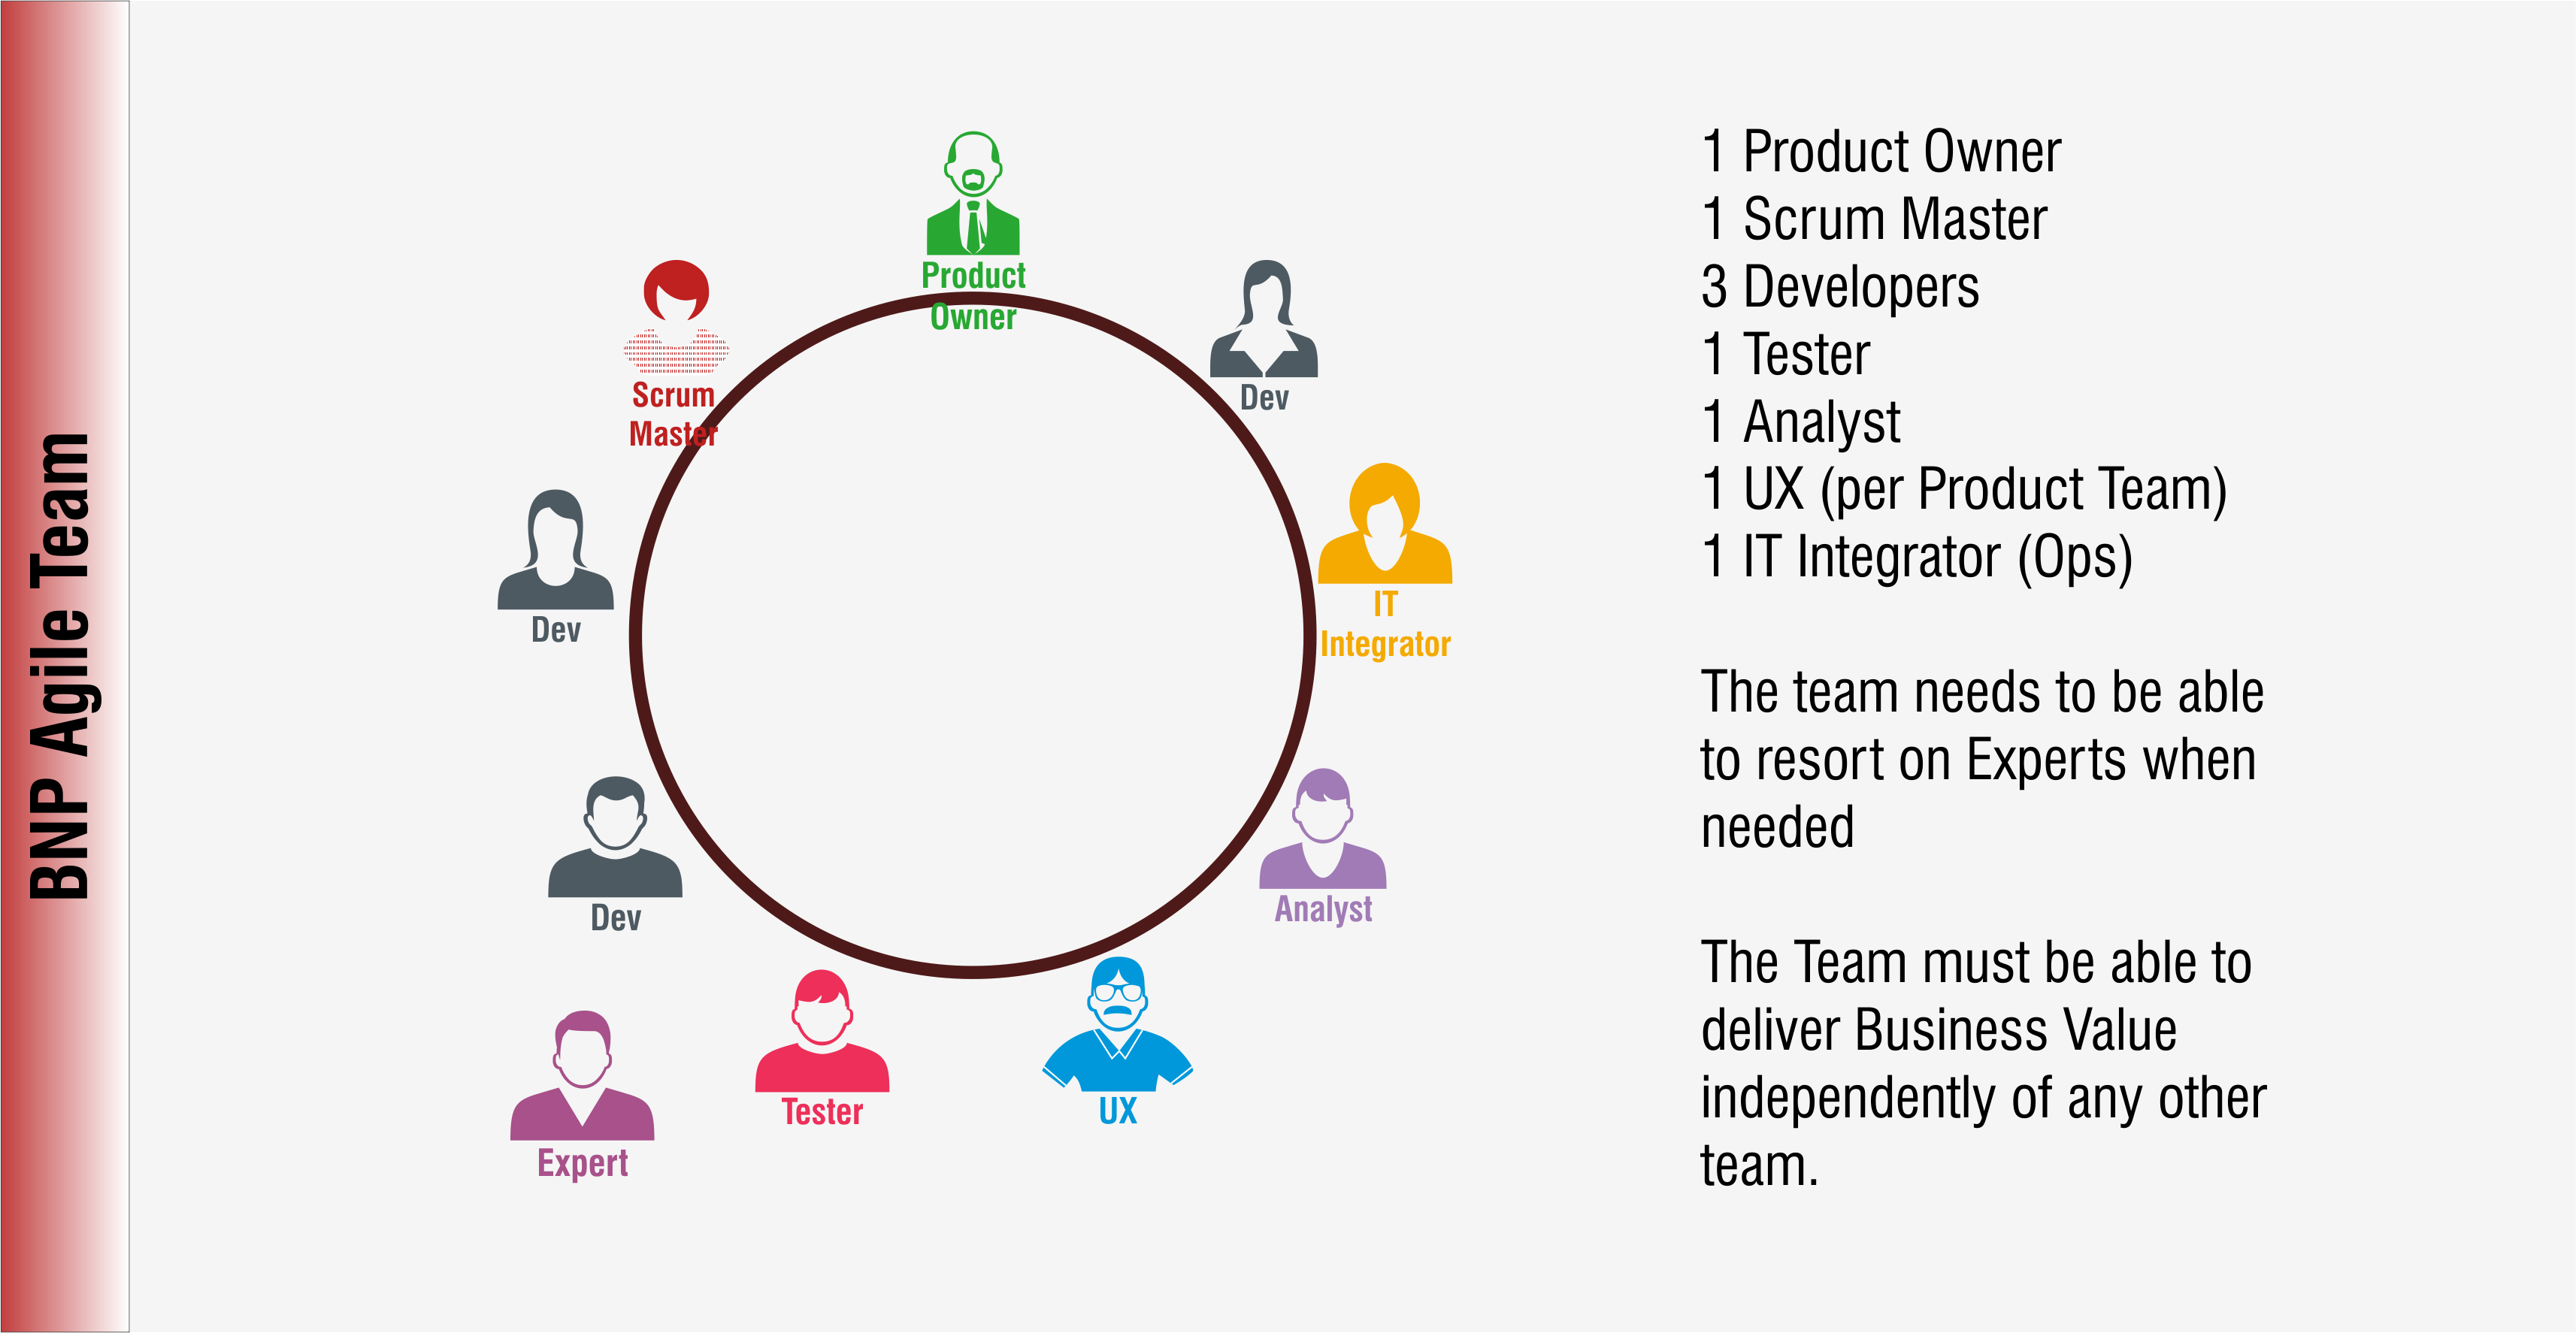 BNP Agile Team
Product
Owner
Scrum
Master
Dev
Dev
IT
Integrator
Dev
Analyst
Tester
UX
Expert
1 Product Owner
1 Scrum Master
3 Developers
1 Tester
1 Analyst
1 UX (per Product Team)
1 IT Integrator (Ops)
The team needs to be able
to resort on Experts when
needed
The Team must be able to
deliver Business Value
independently of any other
team.